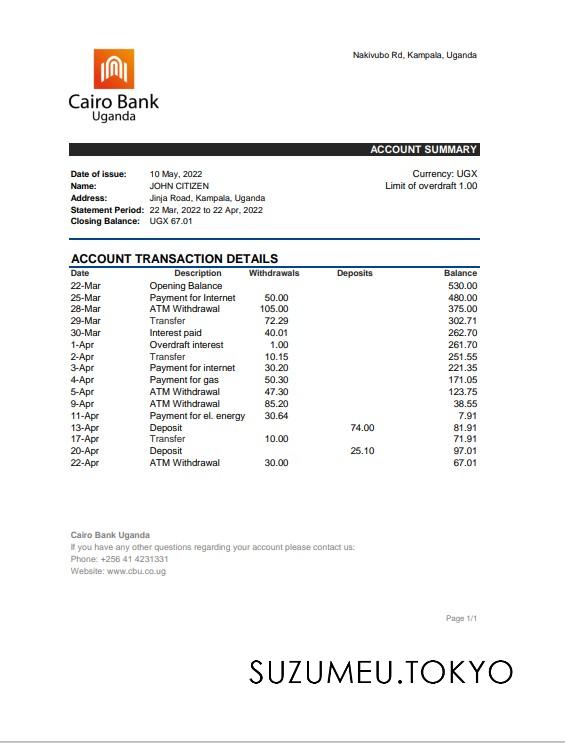 Nakivubo Rd, Kampala, Uganda
Cairo Bank
Uganda
ACCOUNT SUMMARY
Date of issue: 10 May, 2022 Currency: UGX
Name: JOHN CITIZEN Limit of overdraft 1.00
Address: Jinja Road, Kampala, Uganda
Statement Period: 22 Mar, 2022 to 22 Apr, 2022
Closing Balance: UGX 67.01
ACCOUNT TRANSACTION DETAILS
Date Description Withdrawals Deposits Balance
22-Mar Opening Balance 530.00
25-Mar Payment for Internet 50.00 480.00
28-Mar ATM Withdrawal 105.00 375.00
29-Mar Transfer 72.29 302.71
30-Mar Interest paid 40.01 262.70
1-Apr Overdraft interest 1.00 261.70
2-Apr Transfer 10.15 251.55
3-Apr Payment for internet 30.20 221.35
4-Apr Payment for gas 50.30 171.05
5-Apr ATM Withdrawal 47.30 123.75
9-Apr ATM Withdrawal 85.20 38.55
11-Apr Payment for el. energy 30.64 7.91
13-Apr Deposit 74.00 81.91
17-Apr Transfer 10.00 71.91
20-Apr Deposit 25.10 97.01
22-Apr ATM Withdrawal 30.00 67.01
Cairo Bank Uganda
If you have any other questions regarding your account please contact us:
Phone: +256 41 4231331
Website: www.cbu.co.ug
Page 1/1
SUZUMEU.TOKYO